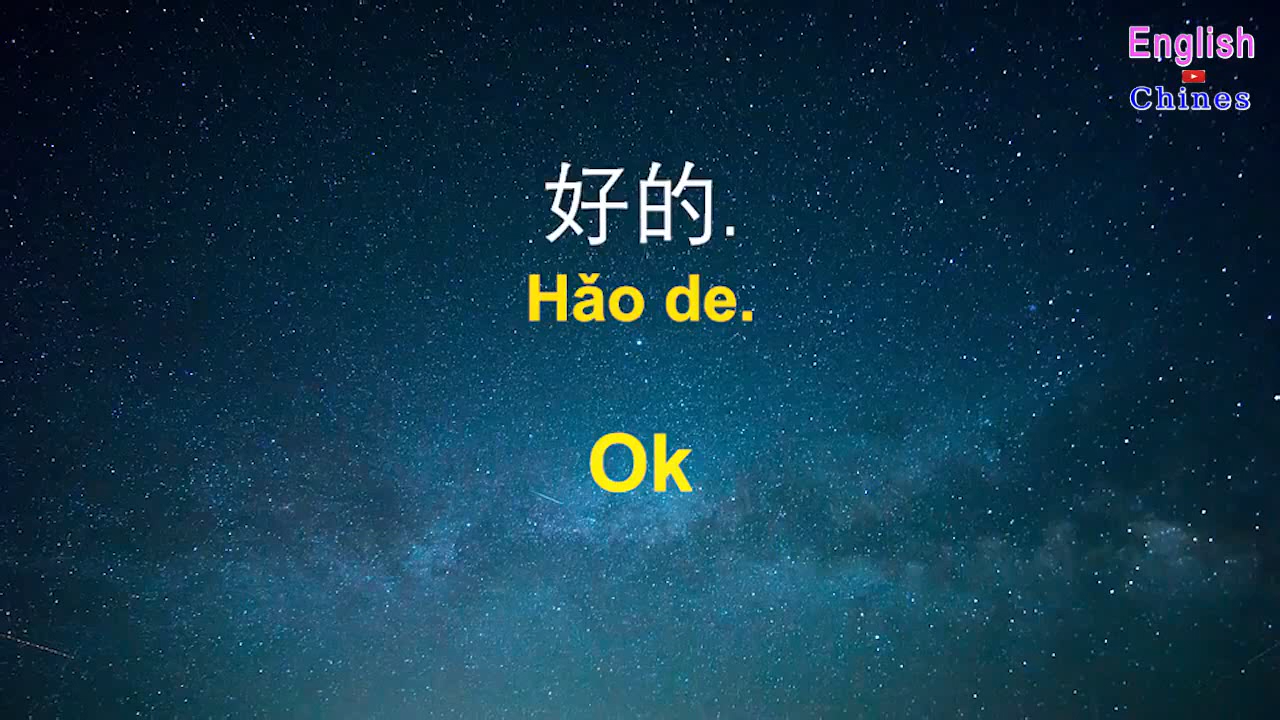 English
Chines
好的.
Hǎo de.
Ok